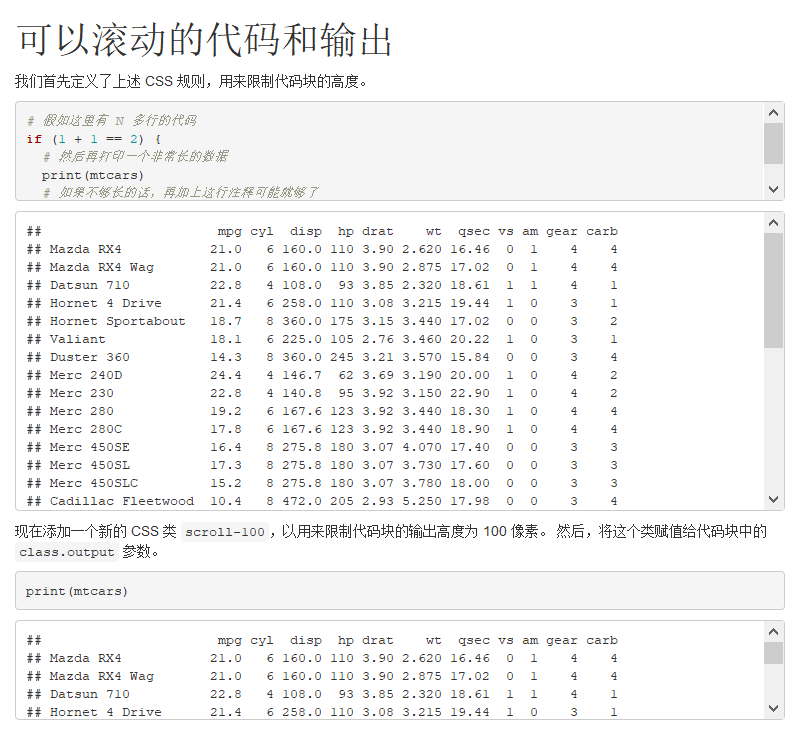 可以滚动的代码和输出
我们首先定义了上述 CSS 规则，用来限制代码块的高度。
# 假如这里有 N 多行的代码
if (1 + 1 == 2) {
  # 然后再打印一个非常长的数据
  print(mtcars)
  # 如果不够长的话，再加上这行注释可能就够了
##                      mpg cyl  disp  hp drat    wt  qsec vs am gear carb
## Mazda RX4           21.0   6 160.0 110 3.90 2.620 16.46  0  1    4    4
## Mazda RX4 Wag       21.0   6 160.0 110 3.90 2.875 17.02  0  1    4    4
## Datsun 710          22.8   4 108.0  93 3.85 2.320 18.61  1  1    4    1
## Hornet 4 Drive      21.4   6 258.0 110 3.08 3.215 19.44  1  0    3    1
## Hornet Sportabout   18.7   8 360.0 175 3.15 3.440 17.02  0  0    3    2
## Valiant             18.1   6 225.0 105 2.76 3.460 20.22  1  0    3    1
## Duster 360          14.3   8 360.0 245 3.21 3.570 15.84  0  0    3    4
## Merc 240D           24.4   4 146.7  62 3.69 3.190 20.00  1  0    4    2
## Merc 230            22.8   4 140.8  95 3.92 3.150 22.90  1  0    4    2
## Merc 280            19.2   6 167.6 123 3.92 3.440 18.30  1  0    4    4
## Merc 280C           17.8   6 167.6 123 3.92 3.440 18.90  1  0    4    4
## Merc 450SE          16.4   8 275.8 180 3.07 4.070 17.40  0  0    3    3
## Merc 450SL          17.3   8 275.8 180 3.07 3.730 17.60  0  0    3    3
## Merc 450SLC         15.2   8 275.8 180 3.07 3.780 18.00  0  0    3    3
## Cadillac Fleetwood  10.4   8 472.0 205 2.93 5.250 17.98  0  0    3    4
现在添加一个新的 CSS 类 scroll-100，以用来限制代码块的输出高度为 100 像素。 然后，将这个类赋值给代码块中的
class.output 参数。
print(mtcars)
##                      mpg cyl  disp  hp drat    wt  qsec vs am gear carb
## Mazda RX4           21.0   6 160.0 110 3.90 2.620 16.46  0  1    4    4
## Mazda RX4 Wag       21.0   6 160.0 110 3.90 2.875 17.02  0  1    4    4
## Datsun 710          22.8   4 108.0  93 3.85 2.320 18.61  1  1    4    1
## Hornet 4 Drive      21.4   6 258.0 110 3.08 3.215 19.44  1  0    3    1